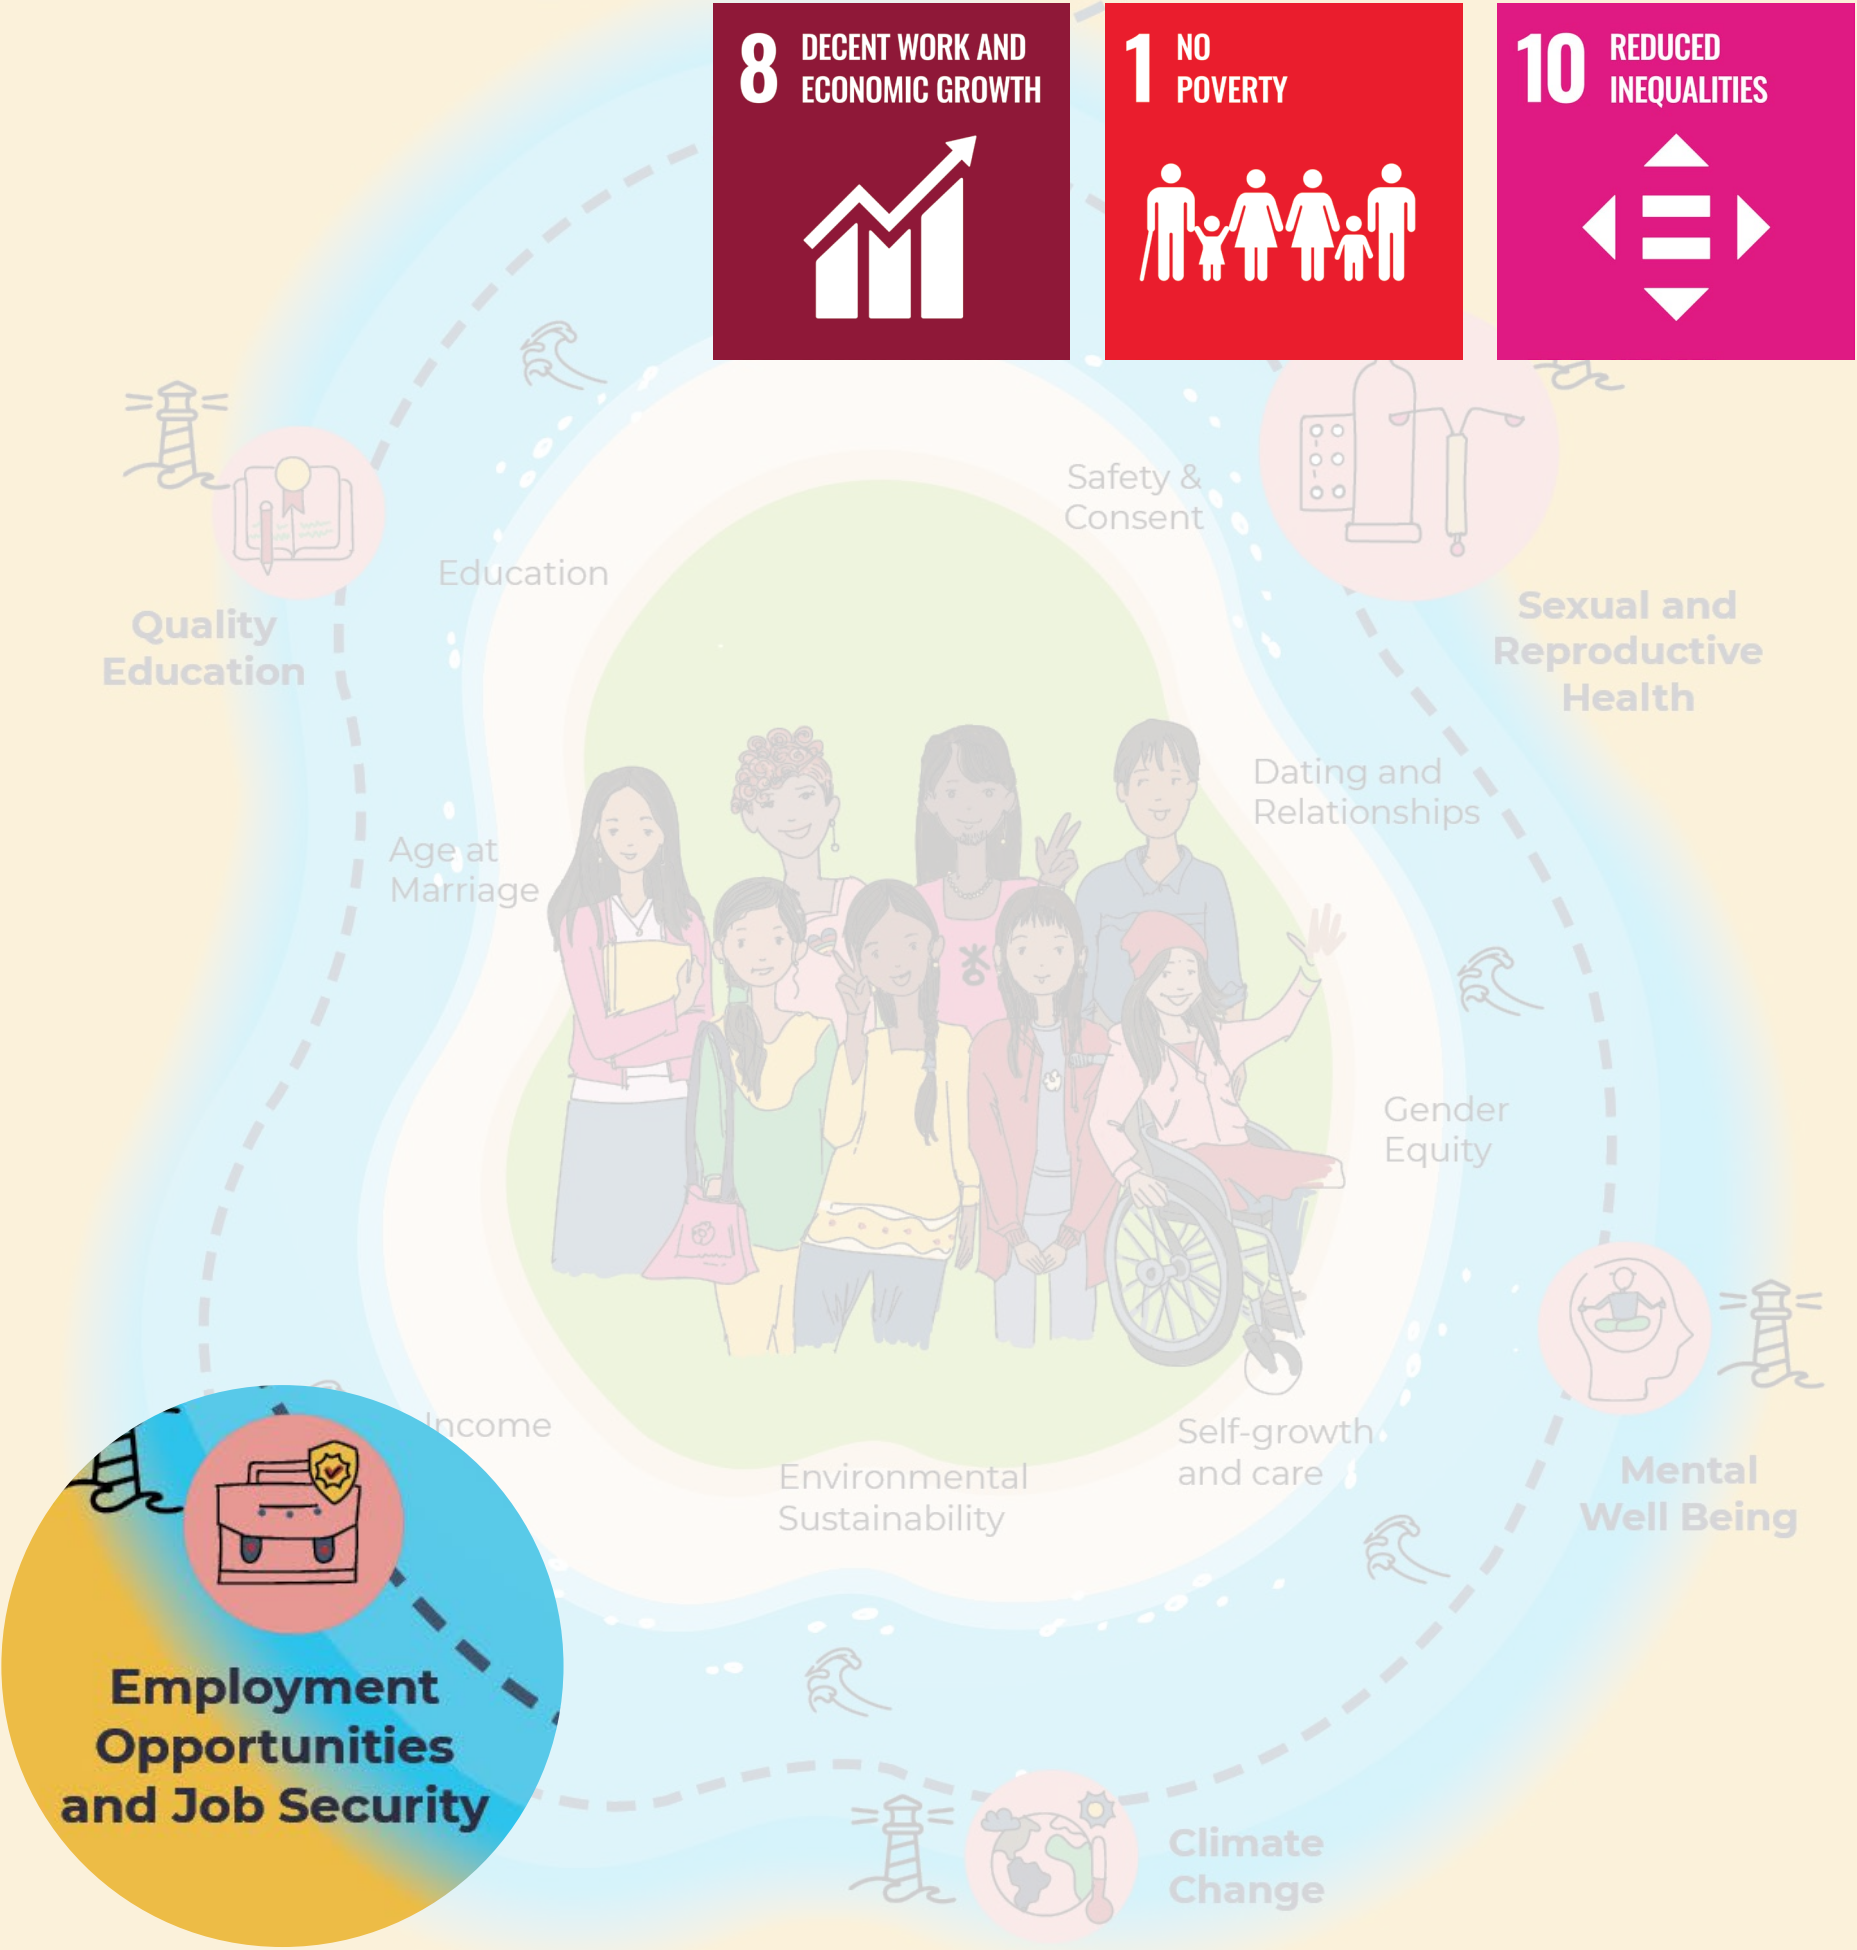 8 DECENT WORK AND
ECONOMIC GROWTH
1 NO
POVERTY
10 REDUCED
INEQUALITIES
Safety &
Consent
Education
Quality
Education
Sexual and
Reproductive
Health
Dating and
Relationships
Age at
Marriage
Gender
Equity
Income
Self-growth
and care
Environmental
Sustainability
Mental
Well Being
Employment
Opportunities
and Job Security
Climate
Change